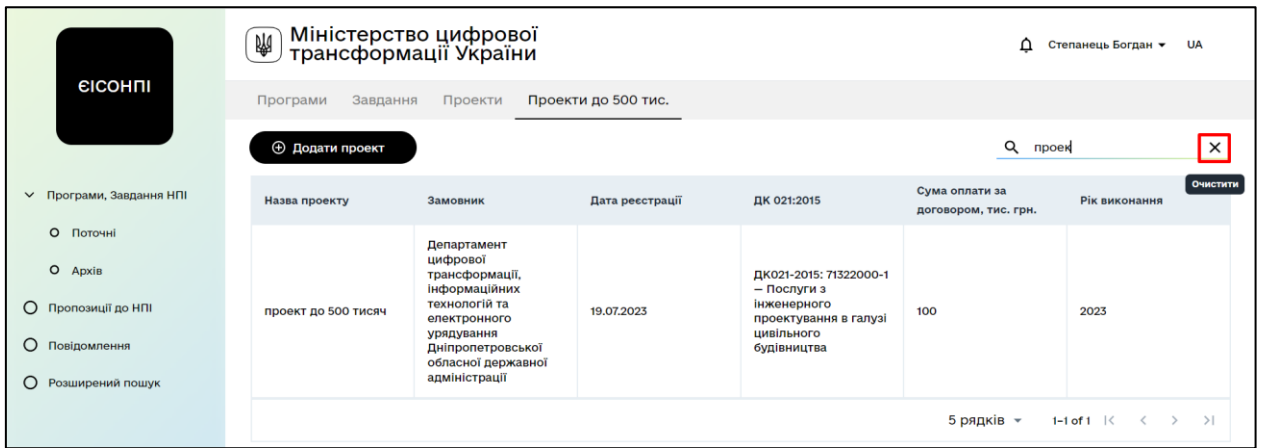 ЄІСОНПІ
Міністерство цифрової
трансформації України
Степанець Богдан
UA
Програми
Завдання
Проекти
Проекти до 500 тис.
Додати проект
проек
Очистити
Програми, Завдання НПІ
Поточні
Архів
Пропозиції до НПІ
Повідомлення
Розширений пошук
Назва проекту
Замовник
Дата реєстрації
ДК 021:2015
Сума оплати за
договором, тис. грн.
Рік виконання
проект до 500 тисяч
Департамент
цифрової
трансформації,
інформаційних
технологій та
електронного
урядування
Дніпропетровської
обласної державної
адміністрації
19.07.2023
ДК021-2015: 71322000-1
— Послуги з
інженерного
проектування в галузі
цивільного
будівництва
100
2023
5 рядків
1-1 of 1